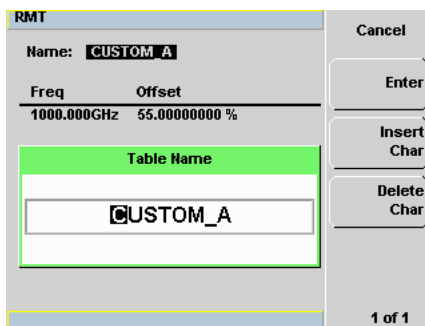 RMT
Name: CUSTOM_A
Freq Offset
1000.000GHz 55.00000000 %
Table Name
CUSTOM_A
Cancel
Enter
Insert
Char
Delete
Char
1 of 1